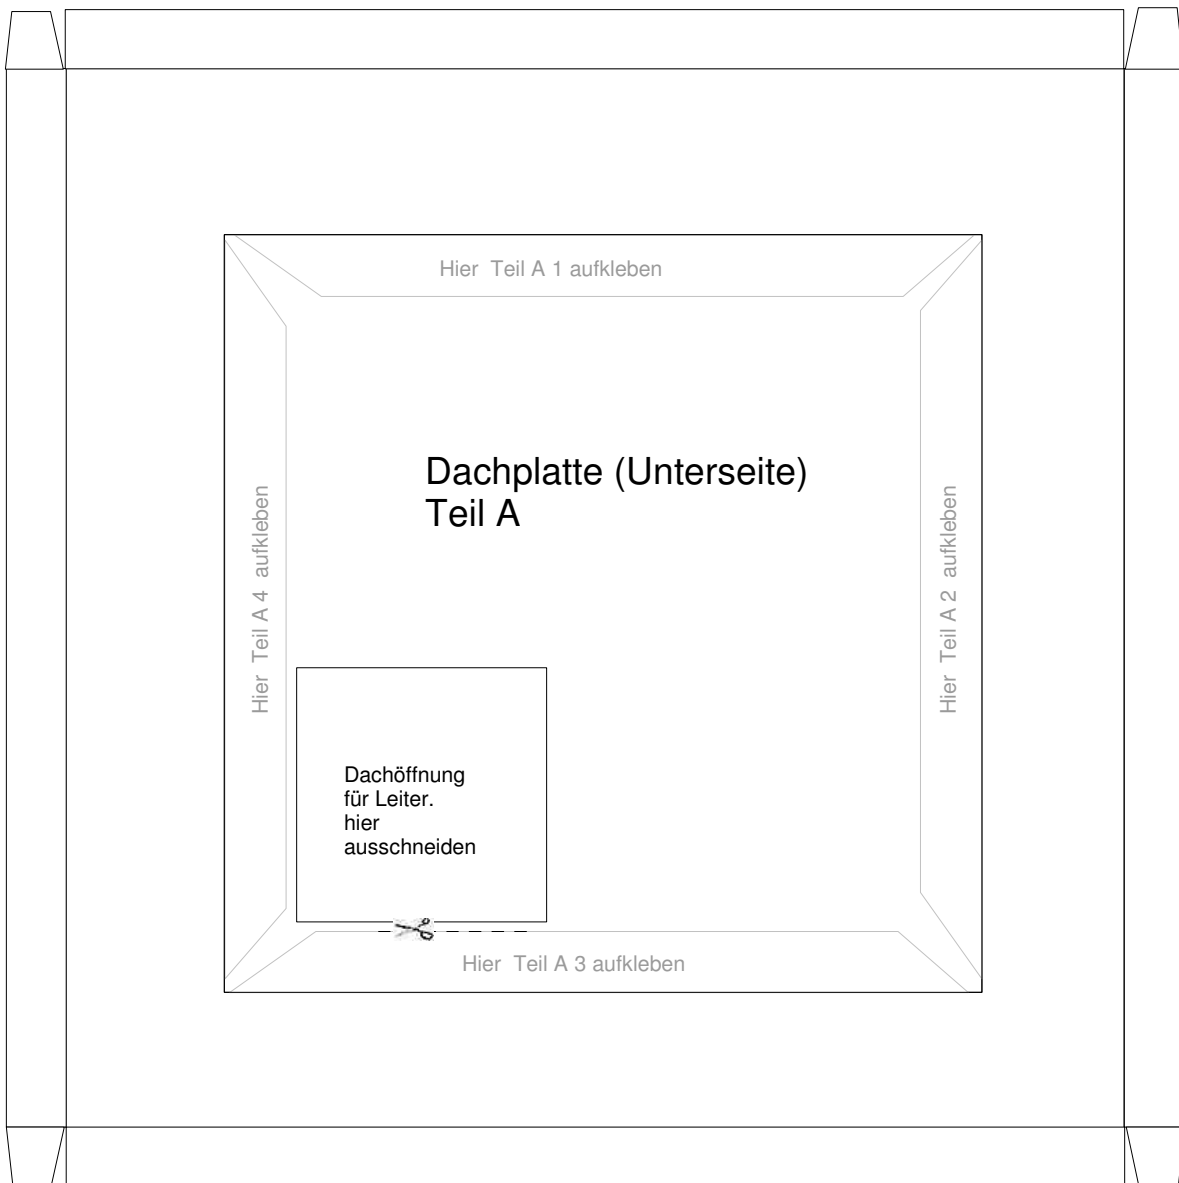 Hier Teil A 1 aufkleben
Dachplatte (Unterseite)
Teil A
Hier Teil A 4 aufkleben
Hier Teil A 2 aufkleben
Dachöffnung
für Leiter.
hier
ausschneiden
Hier Teil A 3 aufkleben